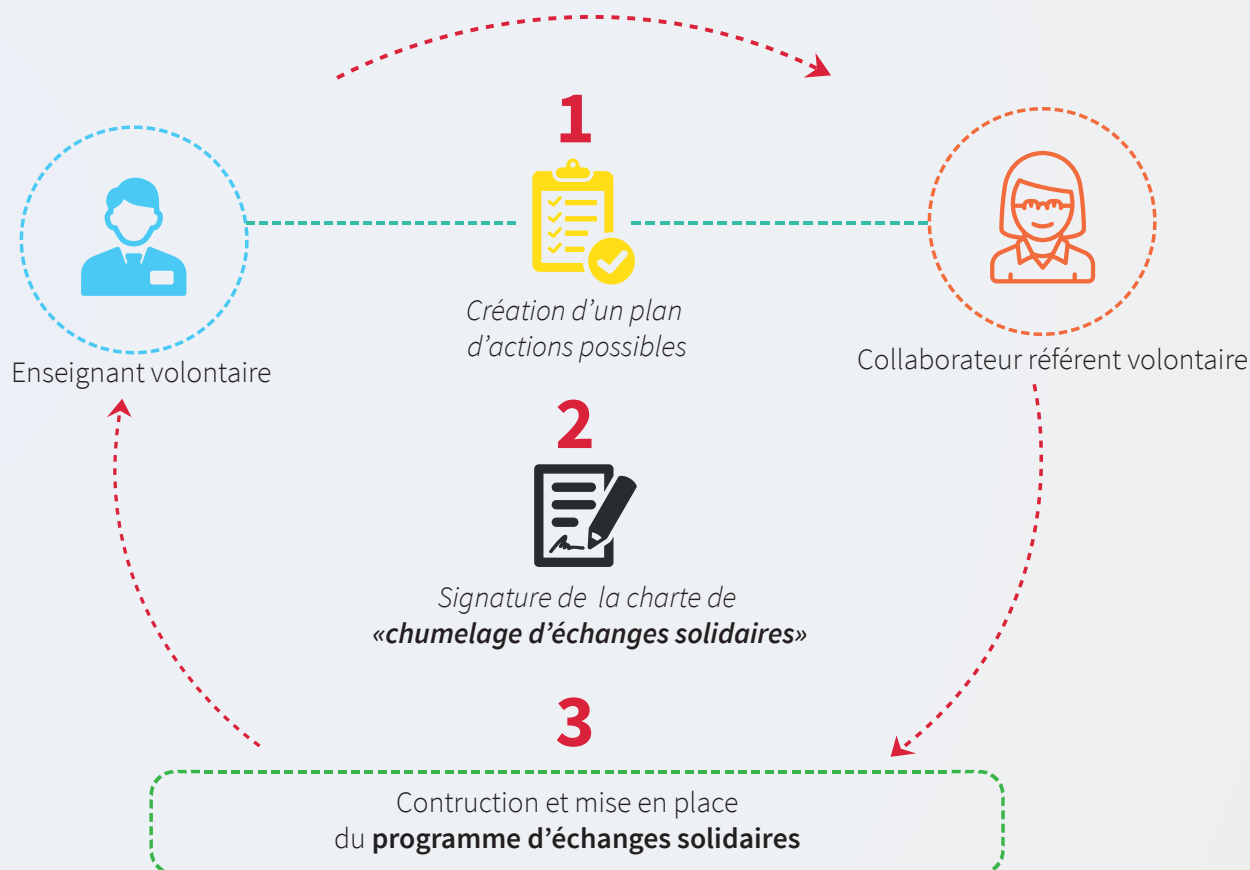 1
Création d'un plan
d'actions possibles
Enseignant volontaire
Collaborateur référent volontaire
2
Signature de la charte de
«chumelage d'échanges solidaires»
3
Contruction et mise en place
du programme d'échanges solidaires